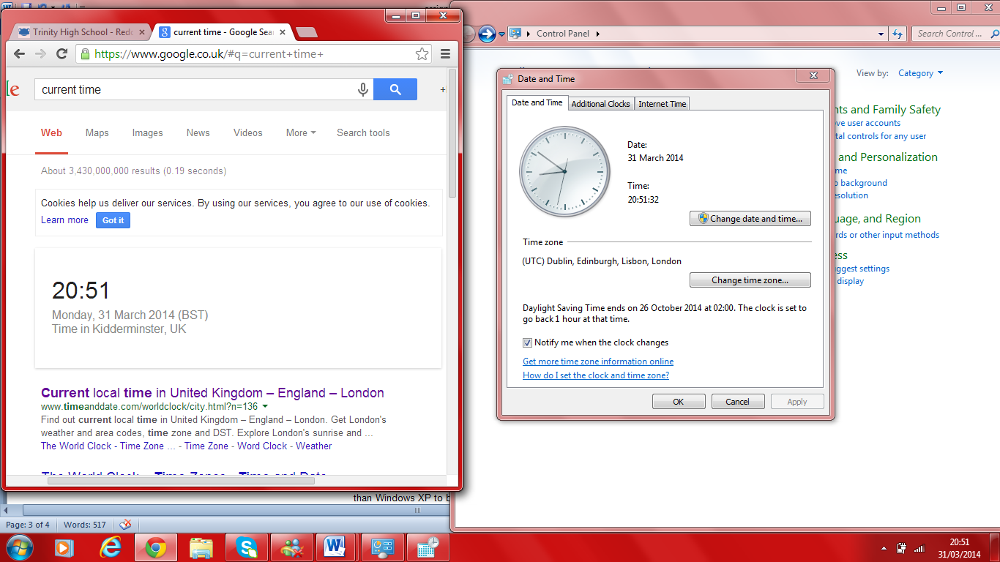 Trinity High School - Redd
current time - Google Sear
https://www.google.co.uk/#q=current+time+
le
current time
+
Web
Maps
Images
News
Videos
More
Search tools
About 3,430,000,000 results (0.19 seconds)
Cookies help us deliver our services. By using our services, you agree to our use of cookies.
Learn more
Got it
20:51
Monday, 31 March 2014 (BST)
Time in Kidderminster, UK
Current local time in United Kingdom – England – London
www.timeanddate.com/worldclock/city.html?n=136
Find out current local time in United Kingdom – England – London. Get London's
weather and area codes, time zone and DST. Explore London's sunrise and ...
The World Clock - Time Zone ... - Time Zone - Word Clock - Weather
The World Clock – Time Zones – Time and Date
than Windows XP to b
Page: 3 of 4
Words: 517
Control Panel
Search Control ...
View by:
Category
nts and Family Safety
ve user accounts
tal controls for any user
and Personalization
me
o background
esolution
uage, and Region
rds or other input methods
ess
ggest settings
display
Date and Time
Date and Time
Additional Clocks
Internet Time
Date:
31 March 2014
Time:
20:51:32
Change date and time...
Time zone
(UTC) Dublin, Edinburgh, Lisbon, London
Change time zone...
Daylight Saving Time ends on 26 October 2014 at 02:00. The clock is set to
go back 1 hour at that time.
Notify me when the clock changes
Get more time zone information online
How do I set the clock and time zone?
OK
Cancel
Apply
20:51
31/03/2014